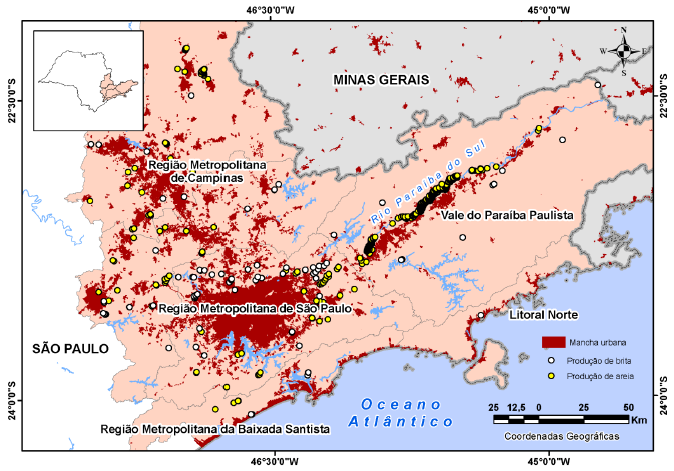 46°30'0"W
45°0'0"W
N
W
E
S
MINAS GERAIS
22°30'0"S
22°30'0"S
Rio Paraíba do Sul
Região Metropolitana
de Campinas
Vale do Paraíba Paulista
Região Metropolitana de São Paulo
Litoral Norte
SÃO PAULO
Mancha urbana
Produção de brita
Produção de areia
24°0'0"S
24°0'0"S
Oceano
Atlântico
25 12,5 0 25 50
Km
Coordenadas Geográficas
Região Metropolitana da Baixada Santista
46°30'0"W
45°0'0"W